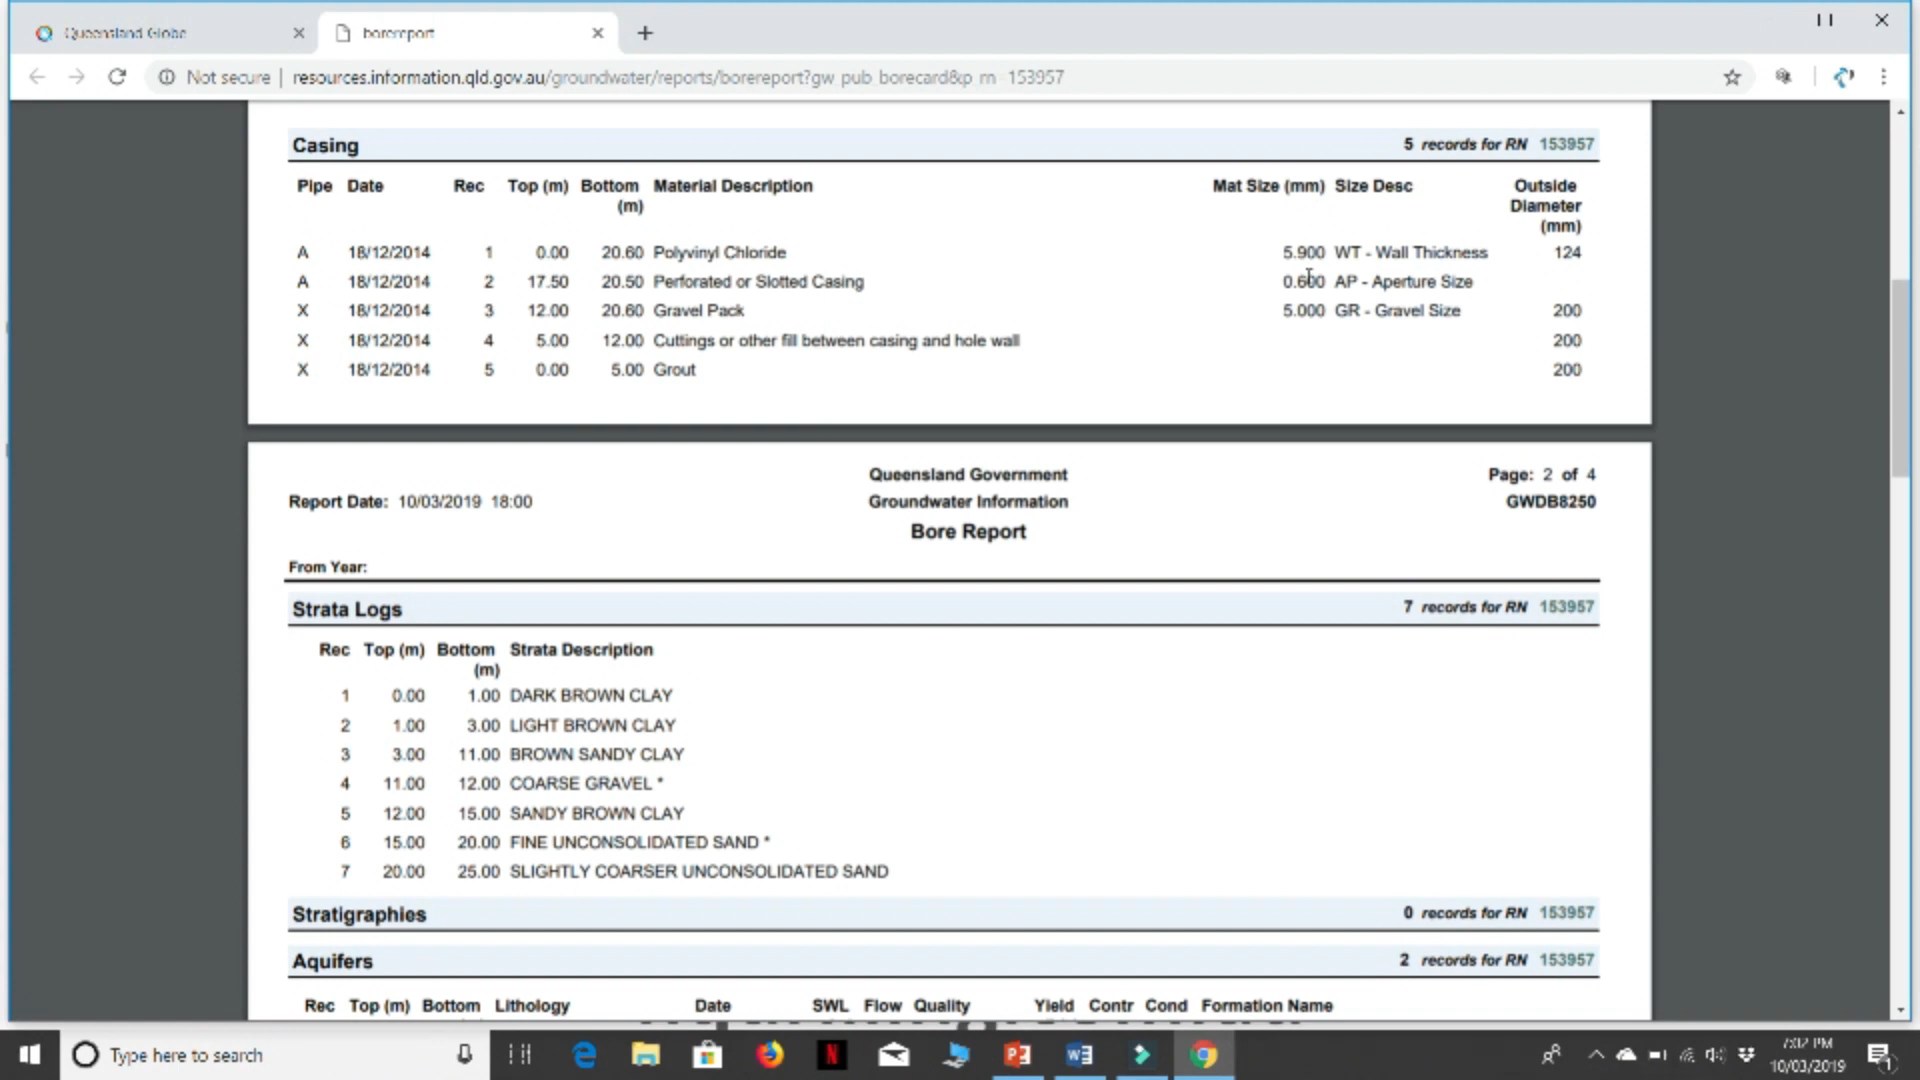 Queensland Globe
borereport
Not secure | resources.information.qld.gov.au/groundwater/reports/borereport?gw_pub_borecard&p_rn=153957
Casing 5 records for RN 153957
Pipe Date Rec Top (m) Bottom (m) Material Description Mat Size (mm) Size Desc Outside Diameter (mm)
A 18/12/2014 1 0.00 20.60 Polyvinyl Chloride 5.900 WT - Wall Thickness 124
A 18/12/2014 2 17.50 20.50 Perforated or Slotted Casing 0.600 AP - Aperture Size
X 18/12/2014 3 12.00 20.60 Gravel Pack 5.000 GR - Gravel Size 200
X 18/12/2014 4 5.00 12.00 Cuttings or other fill between casing and hole wall 200
X 18/12/2014 5 0.00 5.00 Grout 200
Queensland Government Page: 2 of 4
Report Date: 10/03/2019 18:00 Groundwater Information GWDB8250
Bore Report
From Year:
Strata Logs 7 records for RN 153957
Rec Top (m) Bottom (m) Strata Description
1 0.00 1.00 DARK BROWN CLAY
2 1.00 3.00 LIGHT BROWN CLAY
3 3.00 11.00 BROWN SANDY CLAY
4 11.00 12.00 COARSE GRAVEL *
5 12.00 15.00 SANDY BROWN CLAY
6 15.00 20.00 FINE UNCONSOLIDATED SAND *
7 20.00 25.00 SLIGHTLY COARSER UNCONSOLIDATED SAND
Stratigraphies 0 records for RN 153957
Aquifers 2 records for RN 153957
Rec Top (m) Bottom Lithology Date SWL Flow Quality Yield Contr Cond Formation Name
Type here to search
7:02 PM
10/03/2019